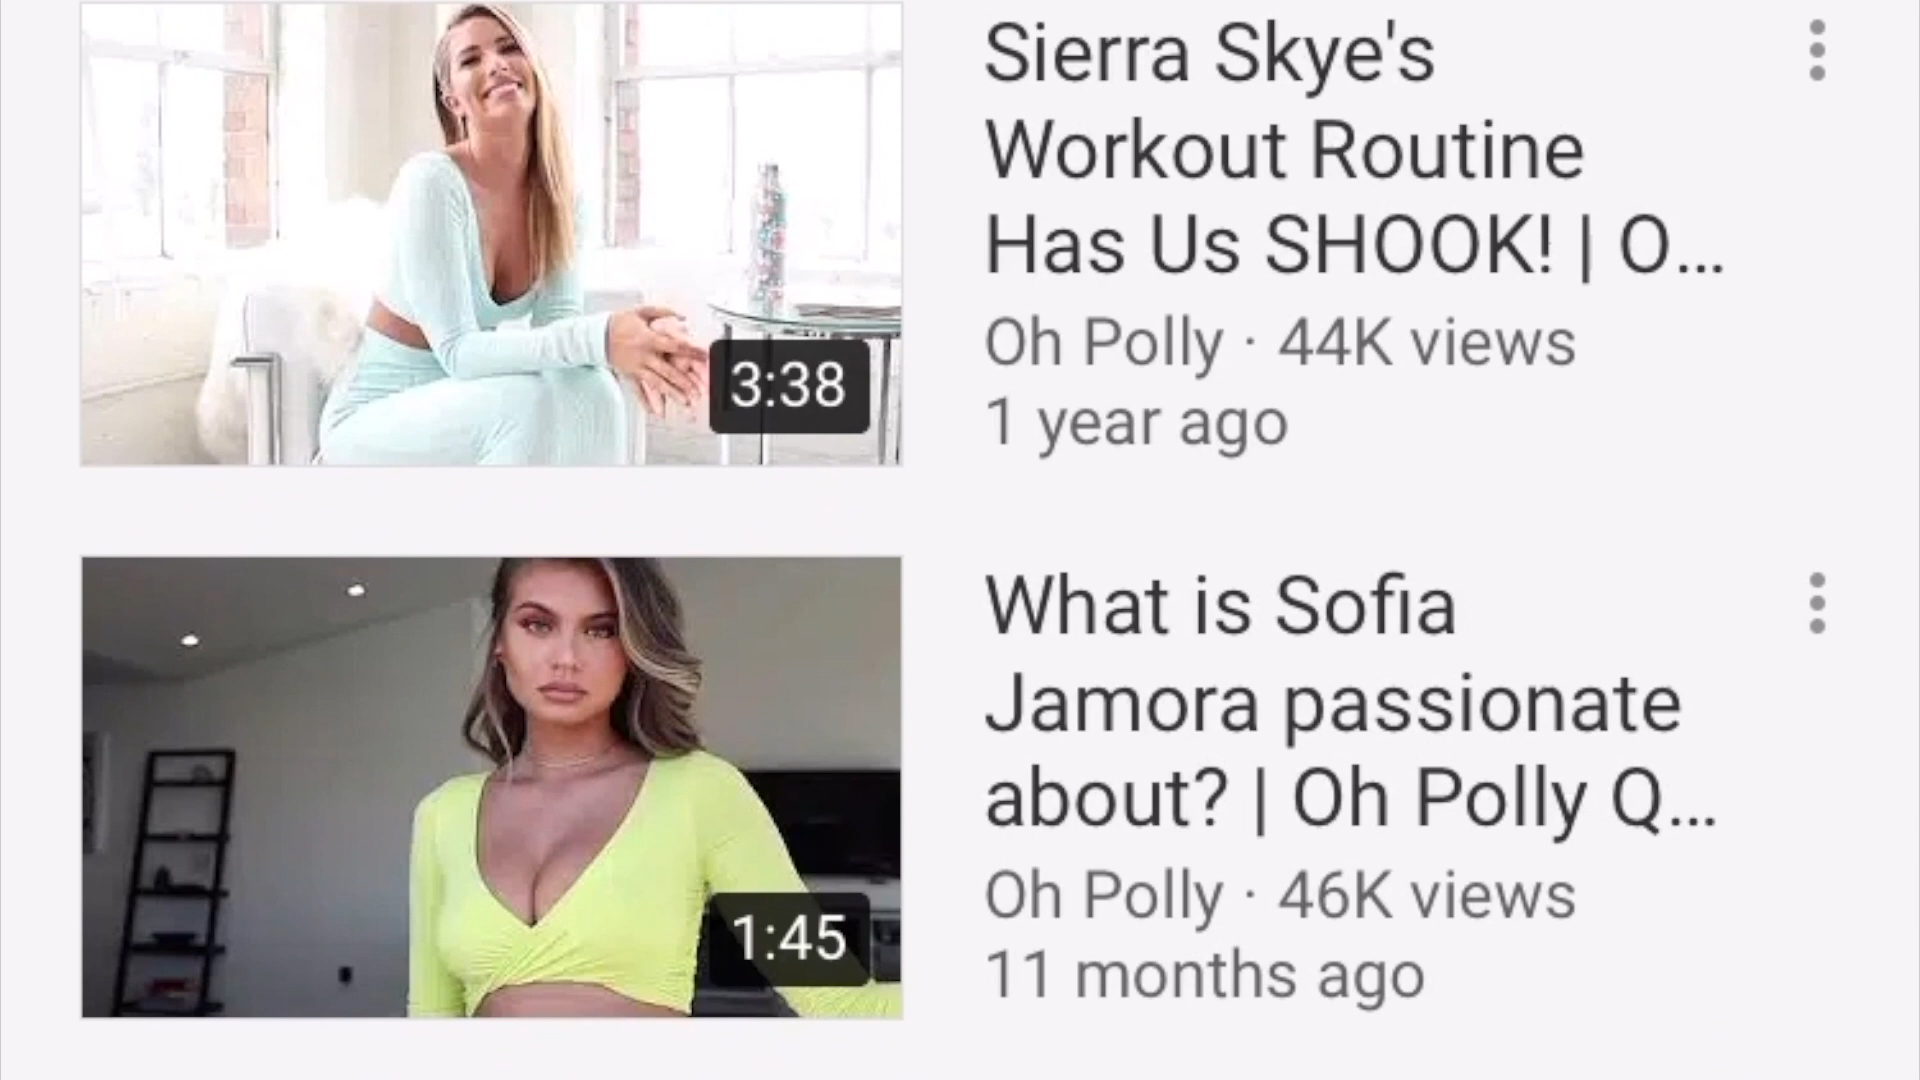 Sierra Skye's
Workout Routine
Has Us SHOOK! | O...
Oh Polly · 44K views
1 year ago
3:38
What is Sofia
Jamora passionate
about? | Oh Polly Q...
Oh Polly · 46K views
11 months ago
1:45